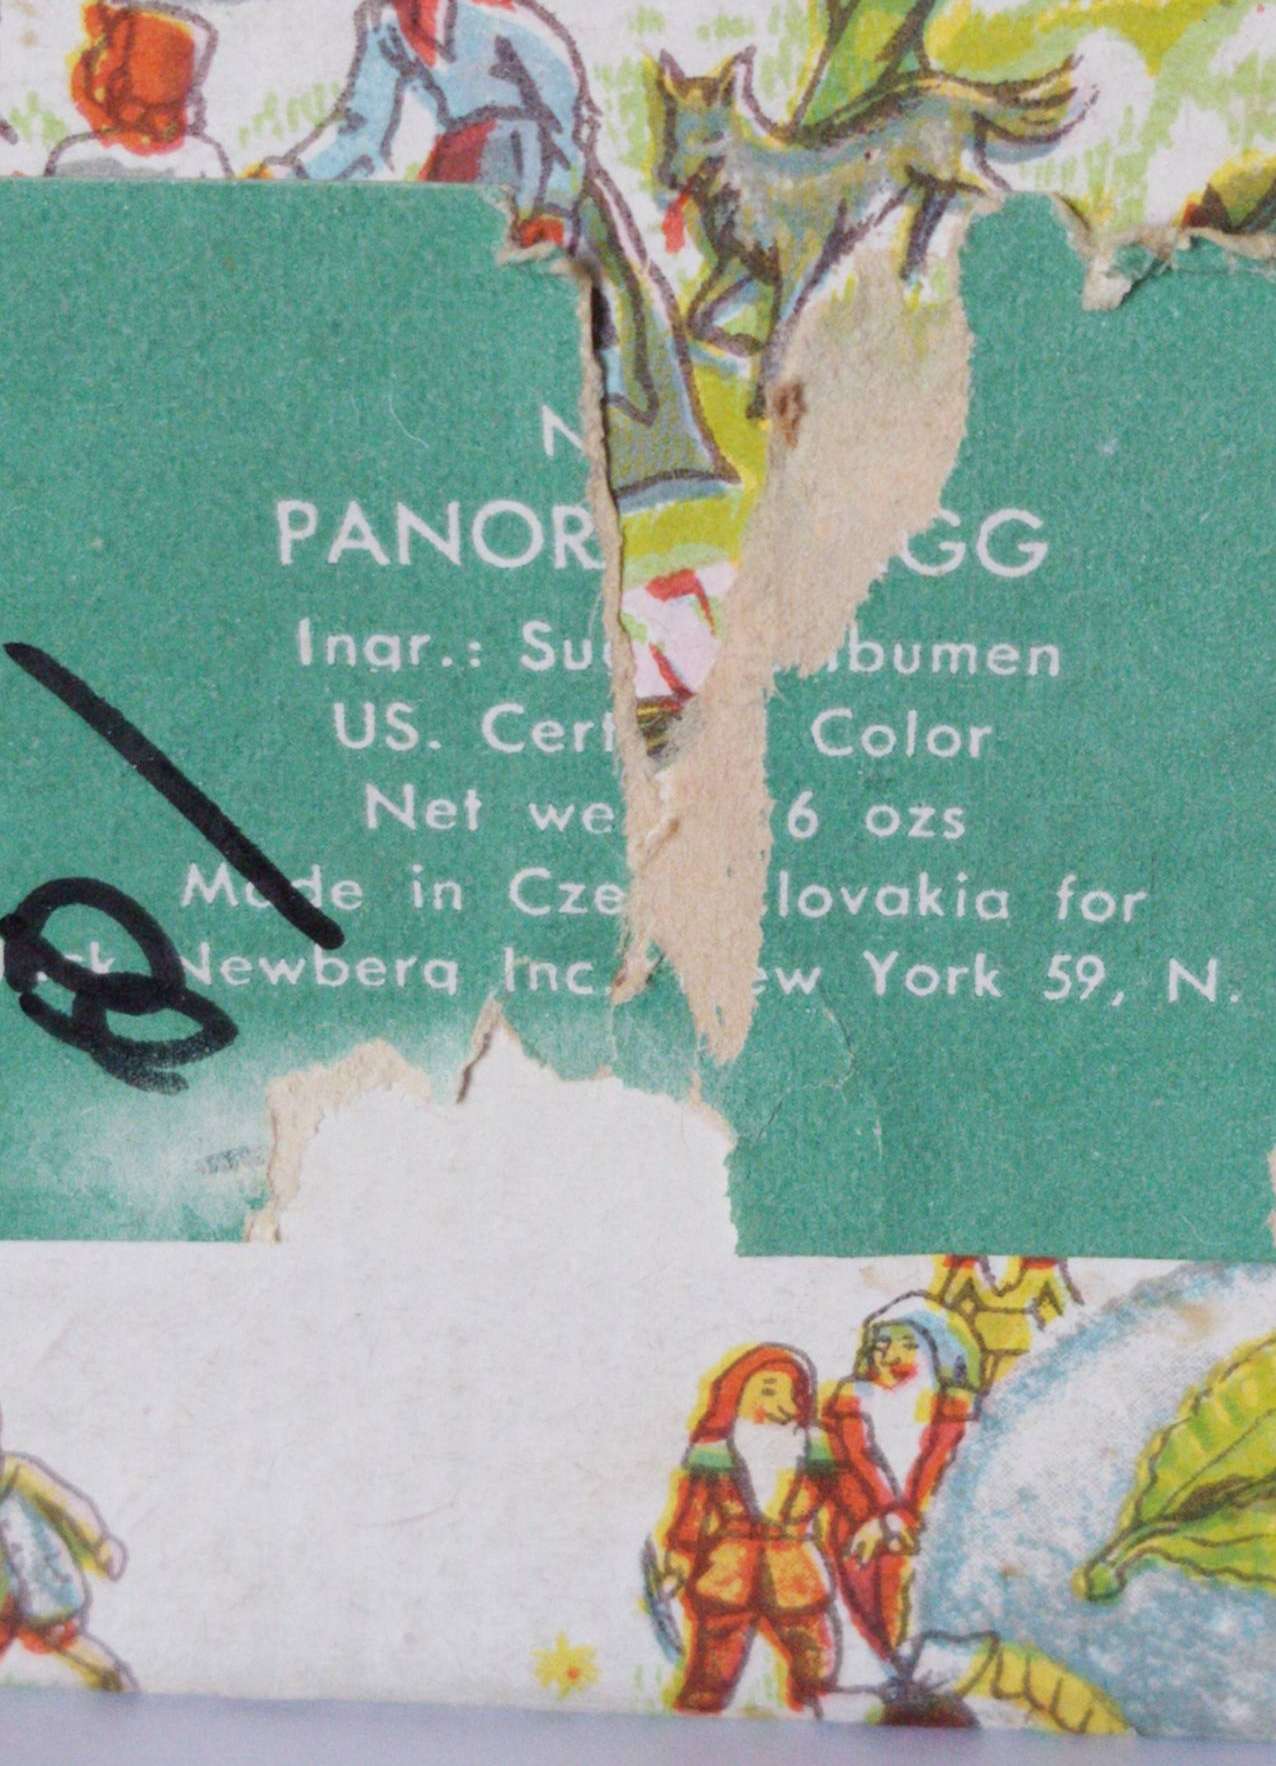 N
PANOR GG
Ingr.: Su bumen
US. Cert Color
Net we 6 ozs
Made in Cze lovakia for
ck Newberg Inc. ew York 59, N.